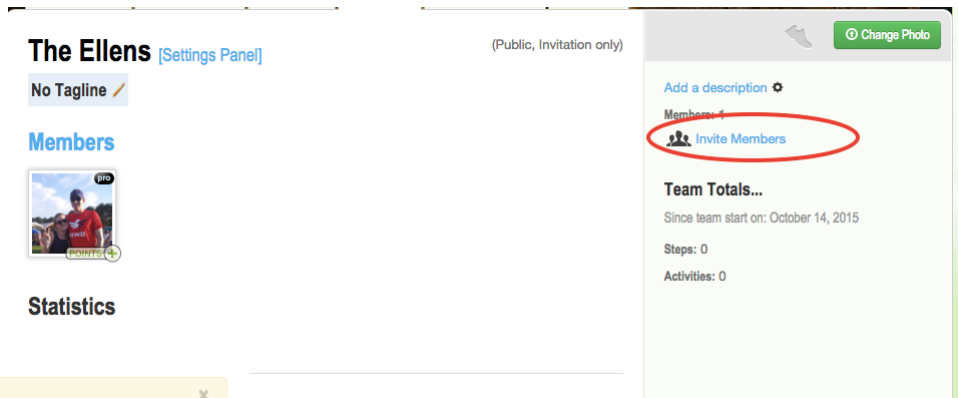 The Ellens [Settings Panel]
(Public, Invitation only)
No Tagline
Members
pro
POINTS +
Statistics
×
Change Photo
Add a description
Members: 1
Invite Members
Team Totals...
Since team start on: October 14, 2015
Steps: 0
Activities: 0